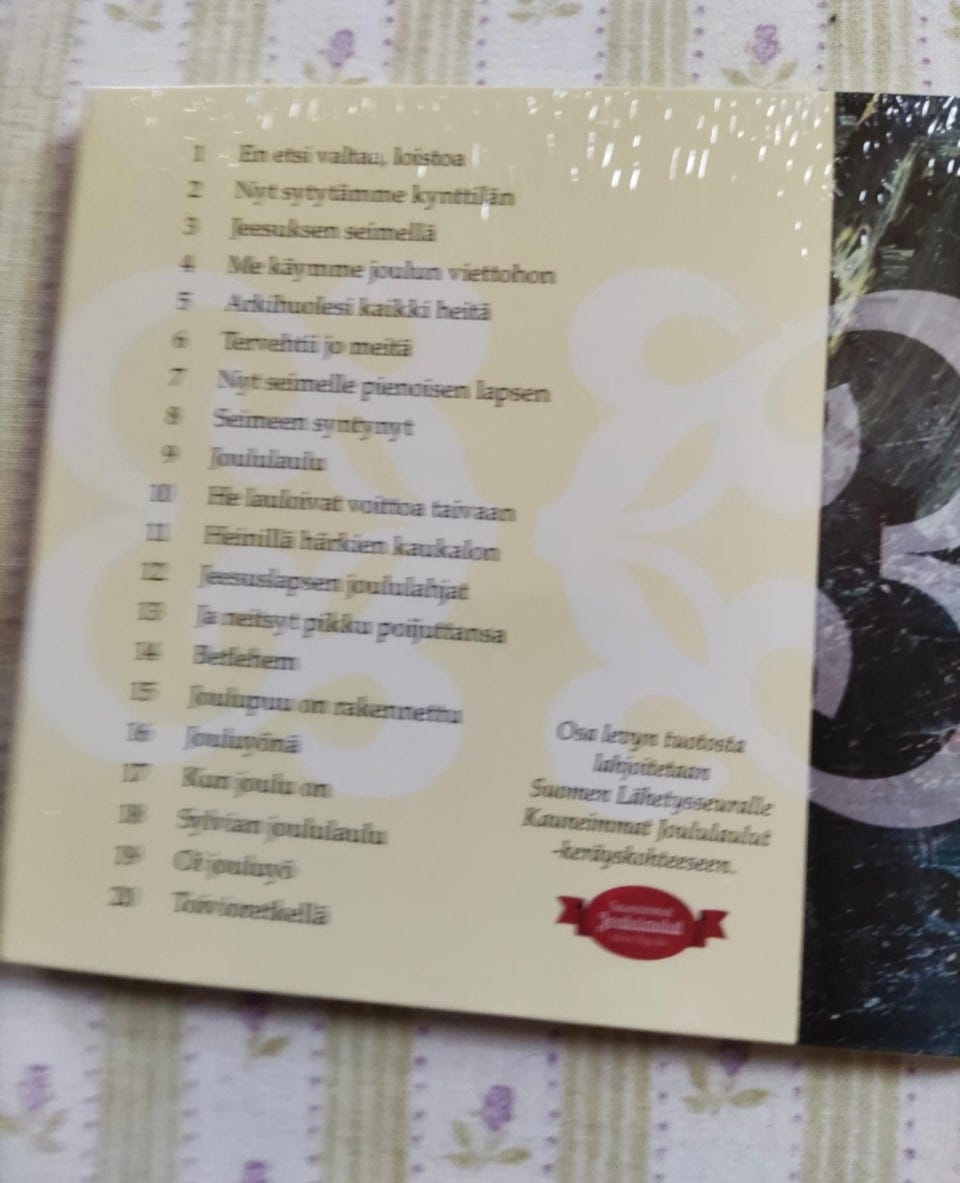 1 En etsi valtaa, loistoa
2 Nyt sytytämme kynttilän
3 Jeesuksen seimellä
4 Me käymme joulun viettohon
5 Arkihuolesi kaikki heitä
6 Tervehtii jo meitä
7 Nyt seimelle pienoisen lapsen
8 Seimeen syntynyt
9 Joululaulu
10 He lauloivat voittoa taivaan
11 Heinillä härkien kaukalon
12 Jeesuslapsen joululahjat
13 Ja neitsyt pikku poijuttansa
14 Betlehem
15 Joulupuu on rakennettu
16 Jouluyönä
17 Kun joulu on
18 Sylvian joululaulu
19 Oi jouluyö
20 Toivioretkellä
Osa levyn tuotosta
lahjoitetaan
Suomen Lähetysseuralle
Kauneimmat Joululaulut
-keräyskohteeseen.
Joululaulut